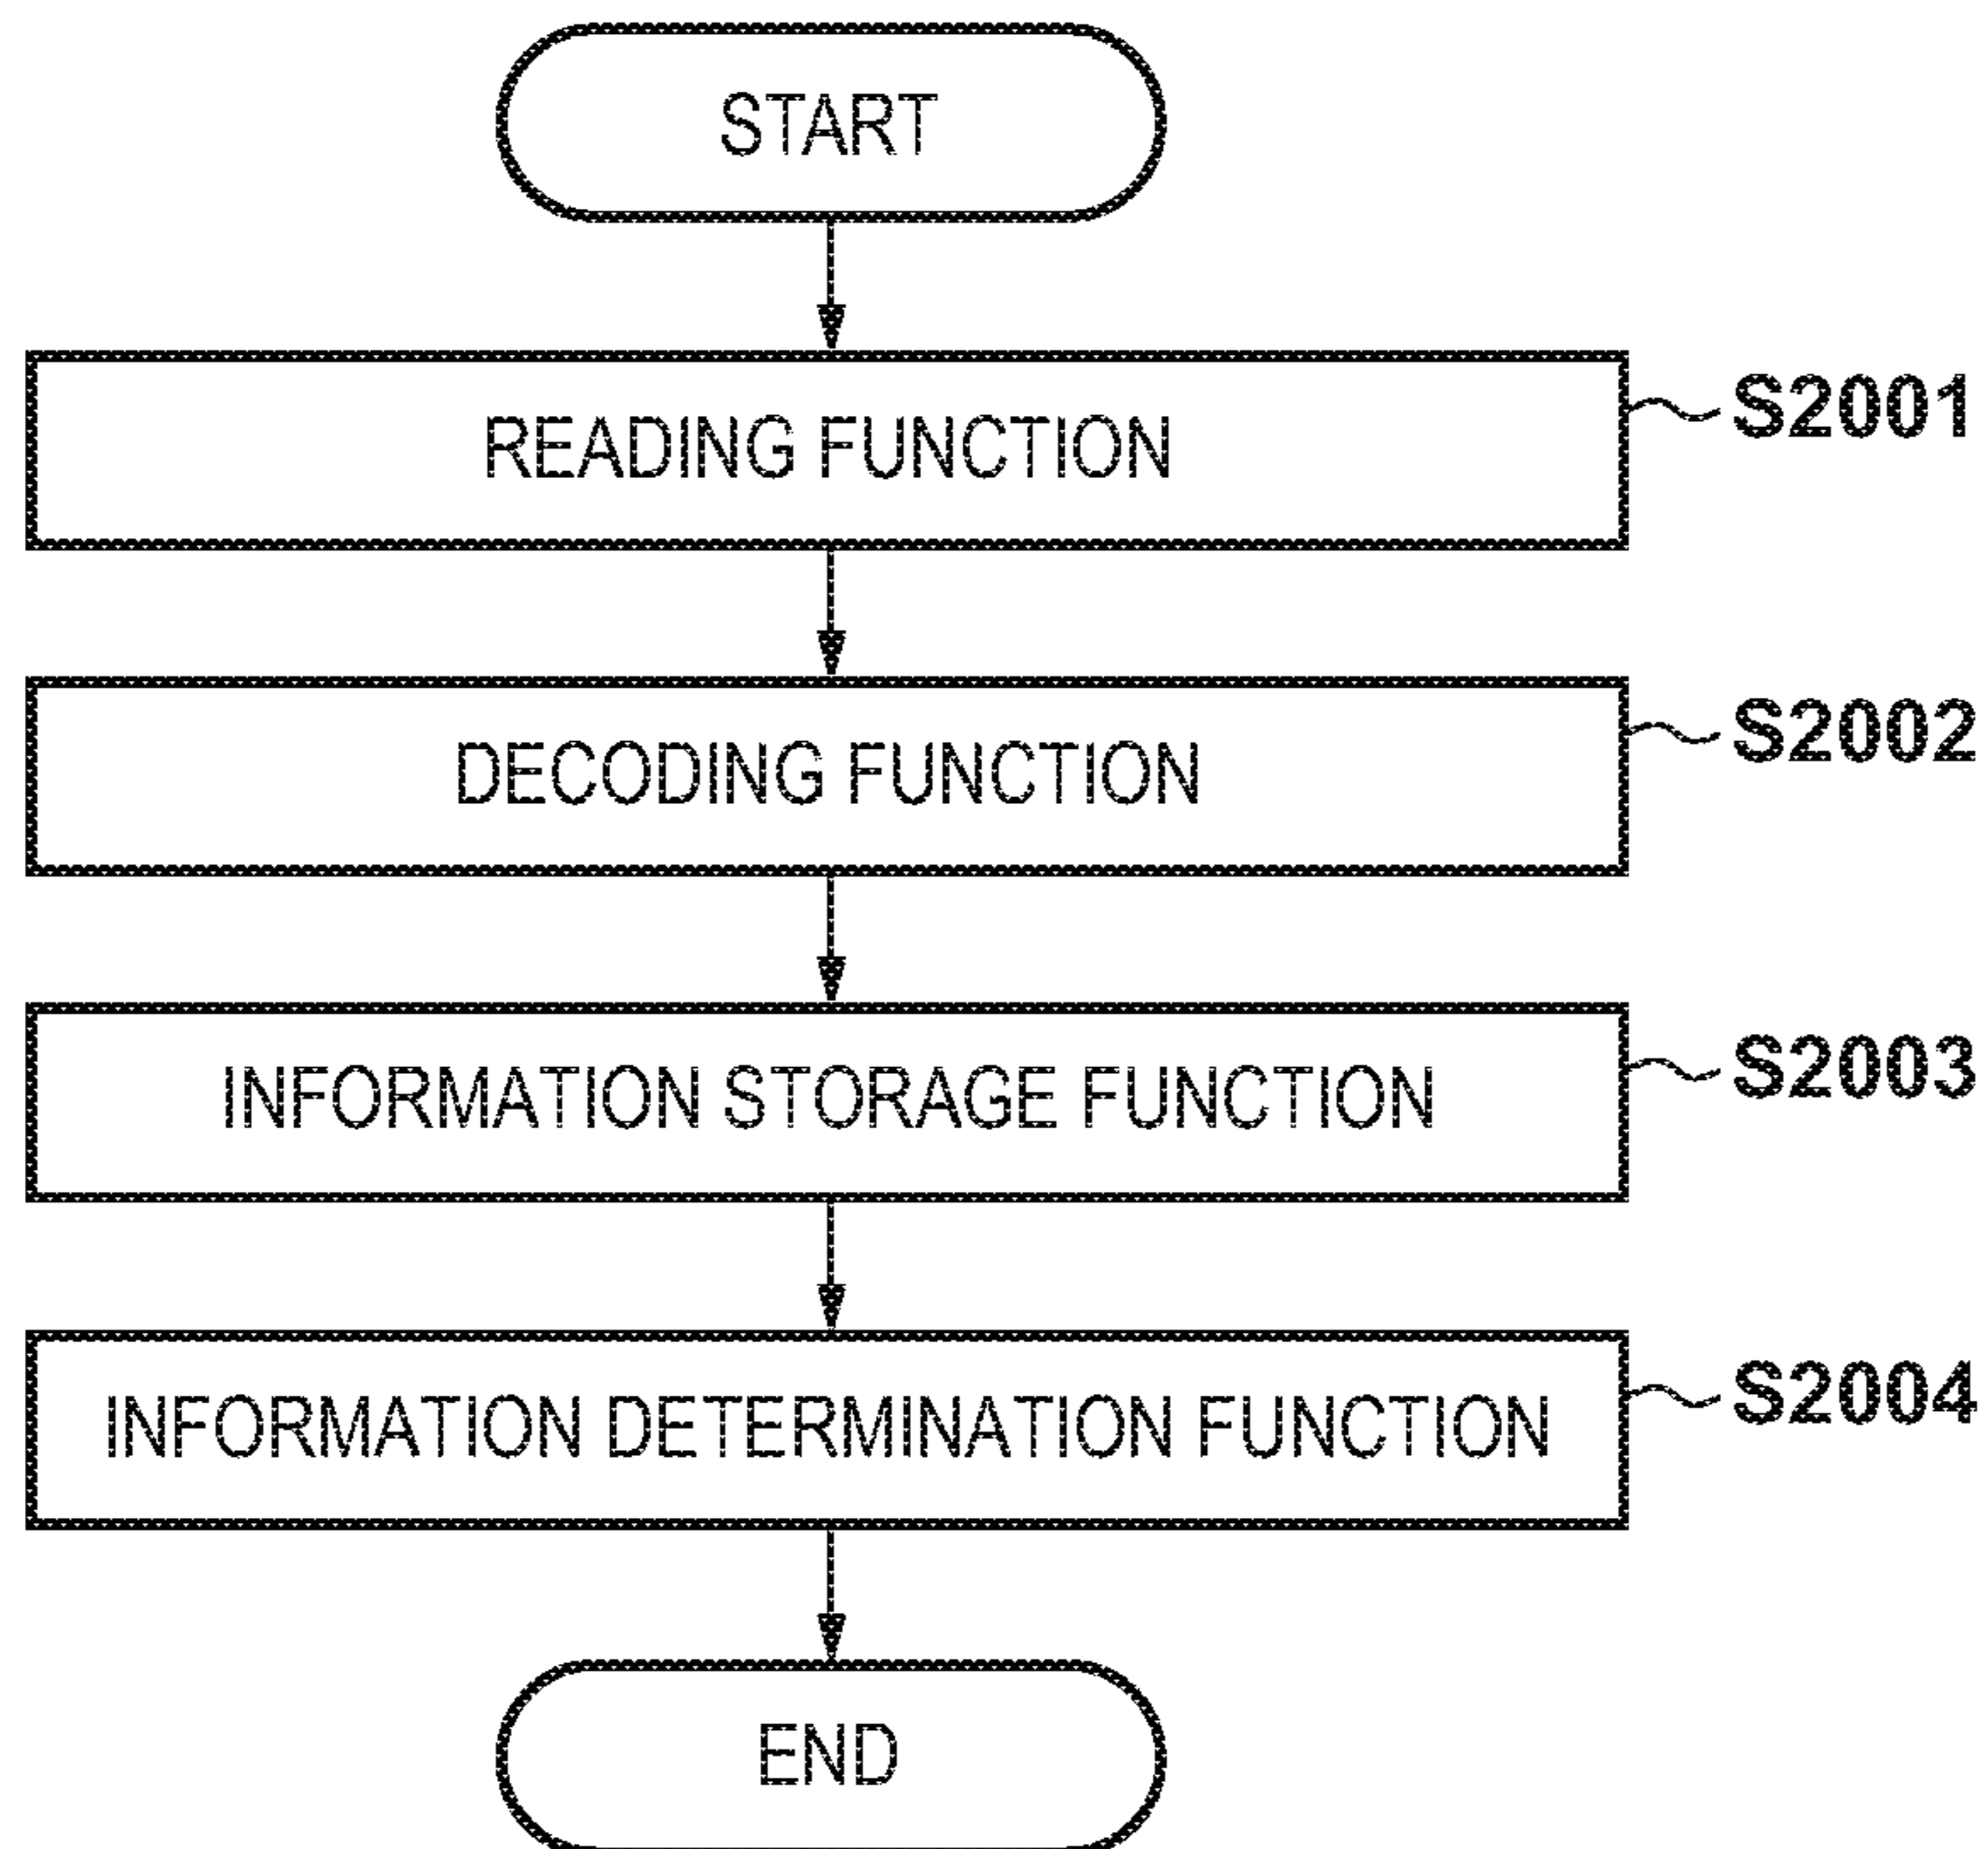 START
READING FUNCTION S2001
DECODING FUNCTION S2002
INFORMATION STORAGE FUNCTION S2003
INFORMATION DETERMINATION FUNCTION S2004
END